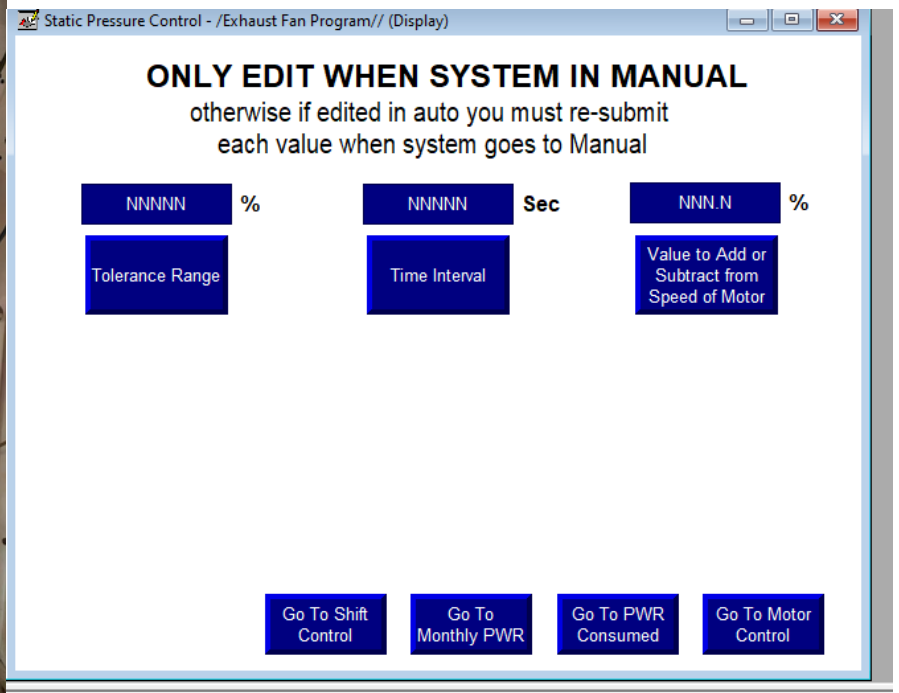 Static Pressure Control - /Exhaust Fan Program// (Display)
ONLY EDIT WHEN SYSTEM IN MANUAL
otherwise if edited in auto you must re-submit
each value when system goes to Manual
NNNNN %
NNNNN Sec
NNN.N %
Tolerance Range
Time Interval
Value to Add or
Subtract from
Speed of Motor
Go To Shift
Control
Go To
Monthly PWR
Go To PWR
Consumed
Go To Motor
Control